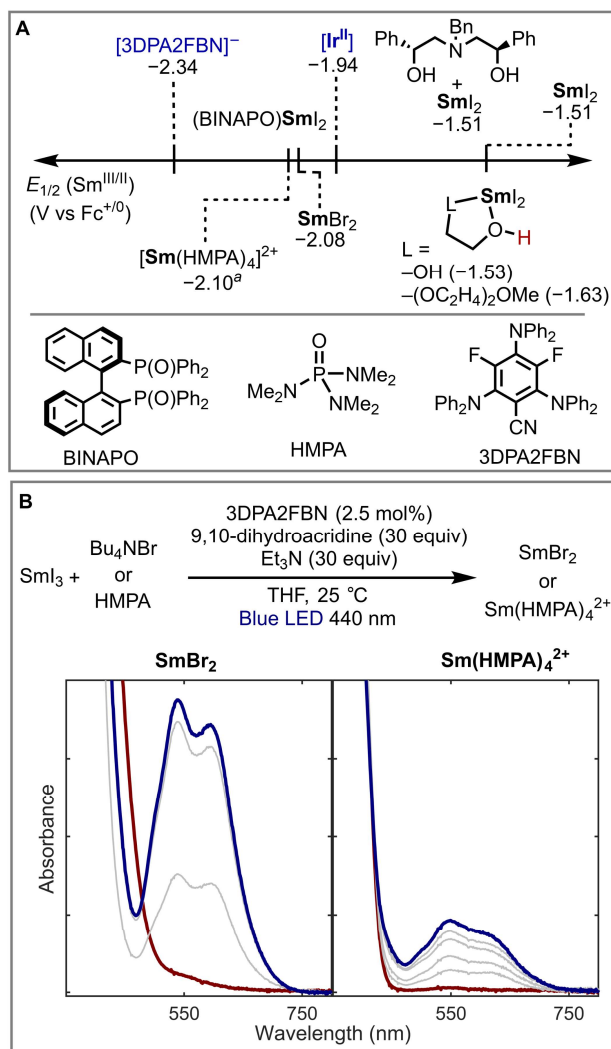 A
[3DPA2FBN]⁻
−2.34
[Irᴵᴵ]
−1.94
Ph
OH
Bn
N
Ph
OH
+
SmI₂
−1.51
SmI₂
−1.51
(BINAPO)SmI₂
E₁/₂ (Smᴵᴵᴵ/ᴵᴵ)
(V vs Fc⁺/⁰)
SmBr₂
−2.08
[Sm(HMPA)₄]²⁺
−2.10ᵃ
L
SmI₂
O
H
L =
−OH (−1.53)
−(OC₂H₄)₂OMe (−1.63)
P(O)Ph₂
P(O)Ph₂
BINAPO
O
Me₂N
P
NMe₂
NMe₂
HMPA
NPh₂
F
F
Ph₂N
NPh₂
CN
3DPA2FBN
B
SmI₃ +
Bu₄NBr
or
HMPA
3DPA2FBN (2.5 mol%)
9,10-dihydroacridine (30 equiv)
Et₃N (30 equiv)
THF, 25 °C
Blue LED 440 nm
SmBr₂
or
Sm(HMPA)₄²⁺
SmBr₂
Sm(HMPA)₄²⁺
Absorbance
550
750
550
750
Wavelength (nm)